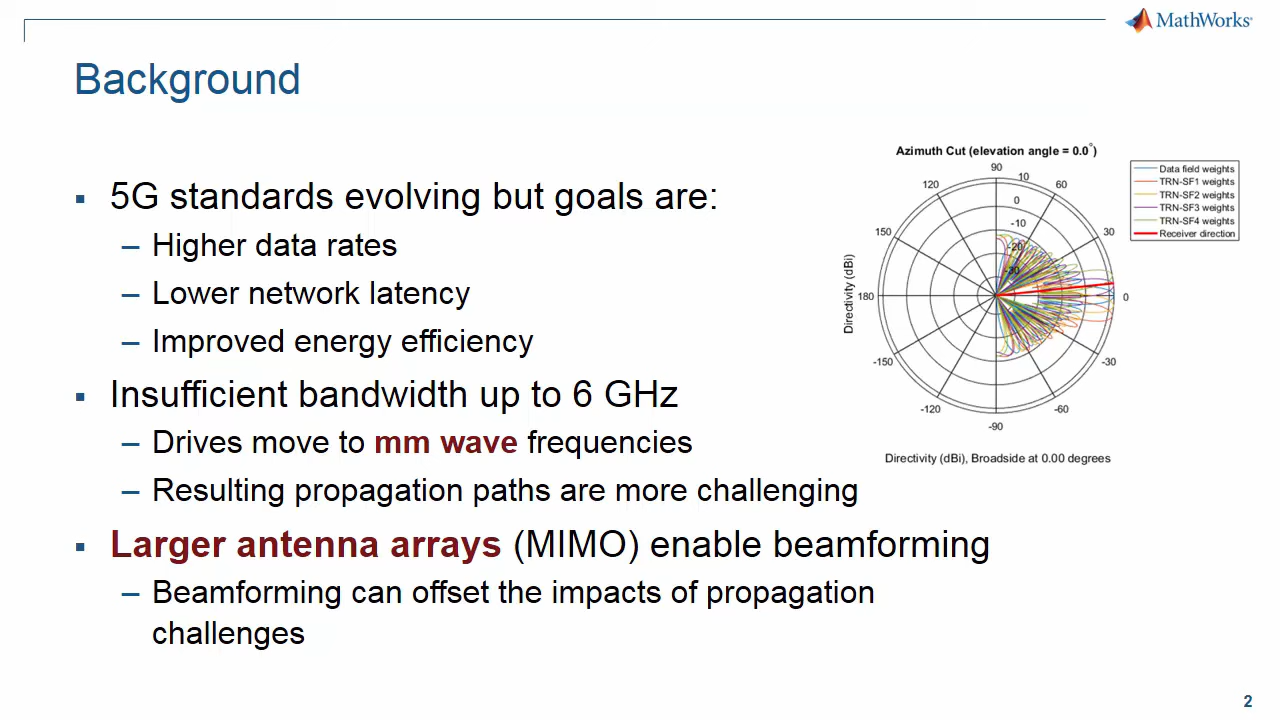 MathWorks®
Background
▪ 5G standards evolving but goals are:
– Higher data rates
– Lower network latency
– Improved energy efficiency
▪ Insufficient bandwidth up to 6 GHz
– Drives move to mm wave frequencies
– Resulting propagation paths are more challenging
▪ Larger antenna arrays (MIMO) enable beamforming
– Beamforming can offset the impacts of propagation
challenges
Azimuth Cut (elevation angle = 0.0°)
90
120
60
150
30
180
0
-150
-30
-120
-60
-90
10
0
-10
-20
-30
Directivity (dBi)
Directivity (dBi), Broadside at 0.00 degrees
Data field weights
TRN-SF1 weights
TRN-SF2 weights
TRN-SF3 weights
TRN-SF4 weights
Receiver direction
2